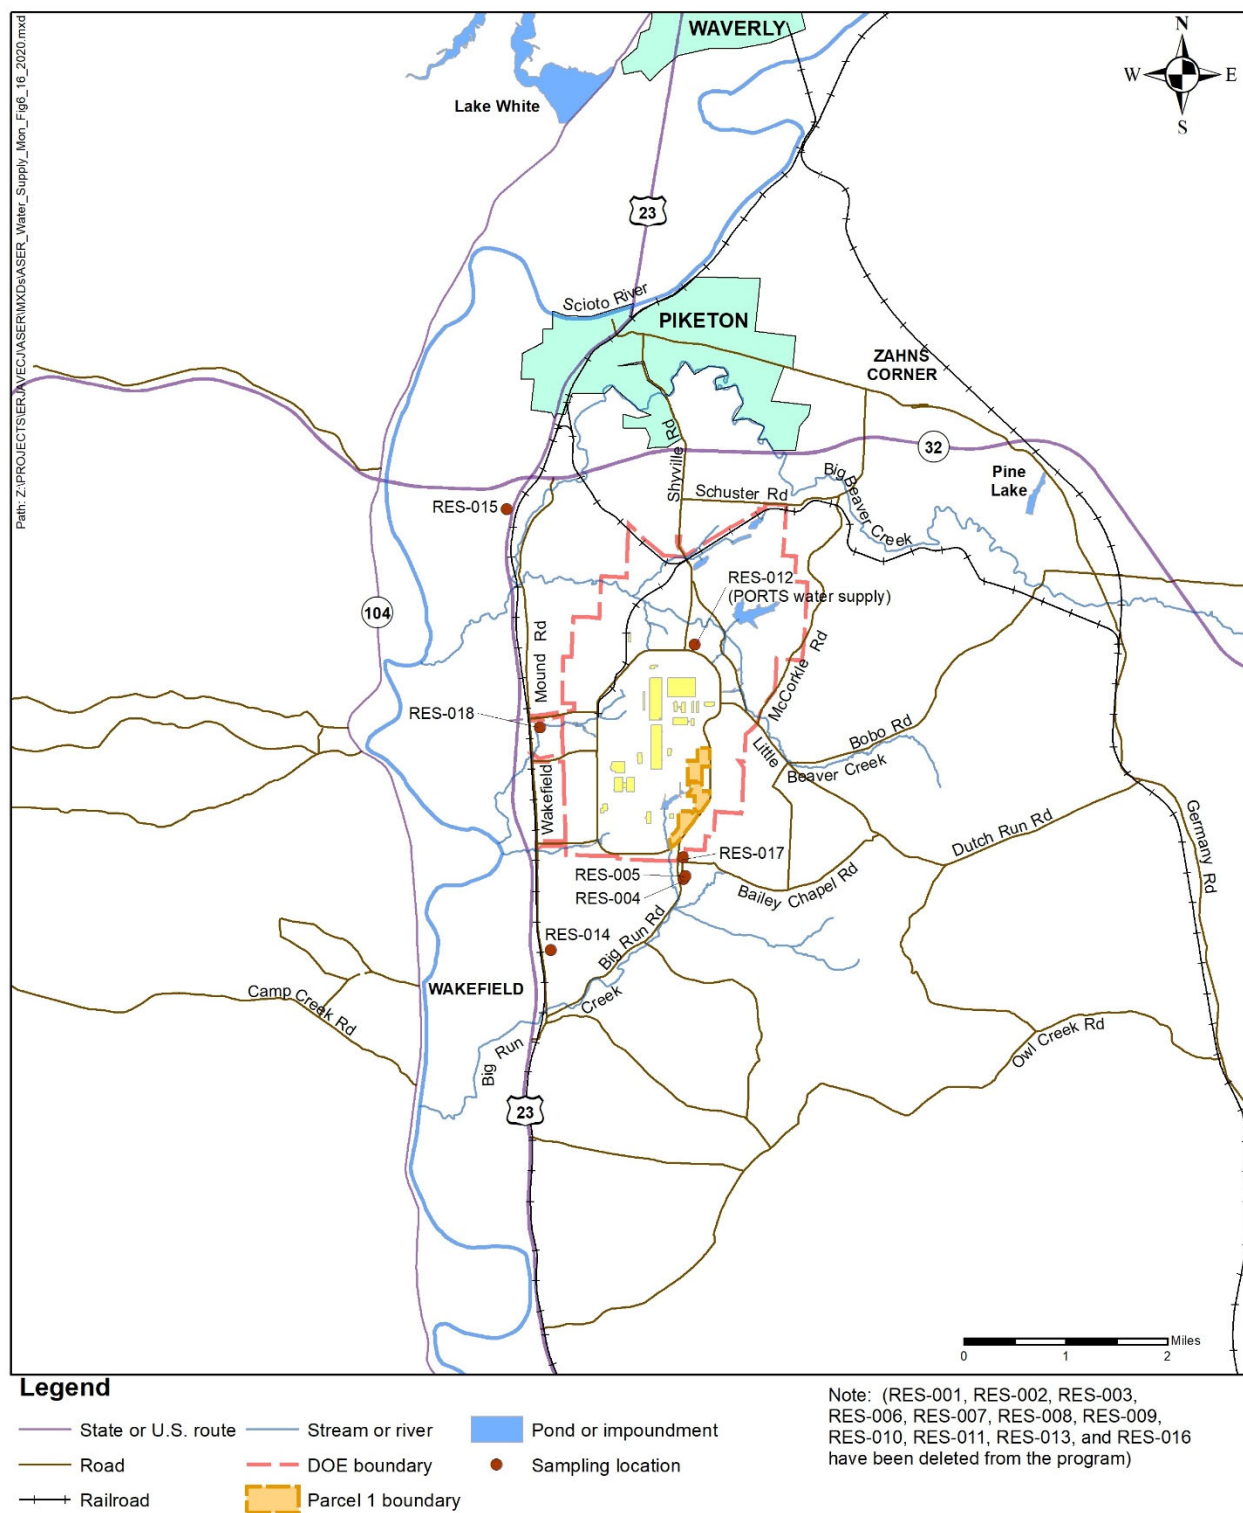 Path: Z:\PROJECTS\ERJAVECJ\ASER\MXDs\ASER_Water_Supply_Mon_Fig6_16_2020.mxd
WAVERLY
N
W
E
S
Lake White
23
Scioto River
PIKETON
ZAHNS
CORNER
32
Shyville Rd
Pine
Lake
Big Beaver Creek
Schuster Rd
RES-015
RES-012
(PORTS water supply)
104
Mound Rd
McCorkle Rd
RES-018
Bobo Rd
Little
Beaver Creek
Wakefield
Germany Rd
Dutch Run Rd
RES-017
RES-005
RES-004
Bailey Chapel Rd
RES-014
Big Run Rd
WAKEFIELD
Camp Creek Rd
Big Run Creek
Owl Creek Rd
23
Miles
0 1 2
Legend
State or U.S. route
Road
Railroad
Stream or river
DOE boundary
Parcel 1 boundary
Pond or impoundment
Sampling location
Note: (RES-001, RES-002, RES-003,
RES-006, RES-007, RES-008, RES-009,
RES-010, RES-011, RES-013, and RES-016
have been deleted from the program)